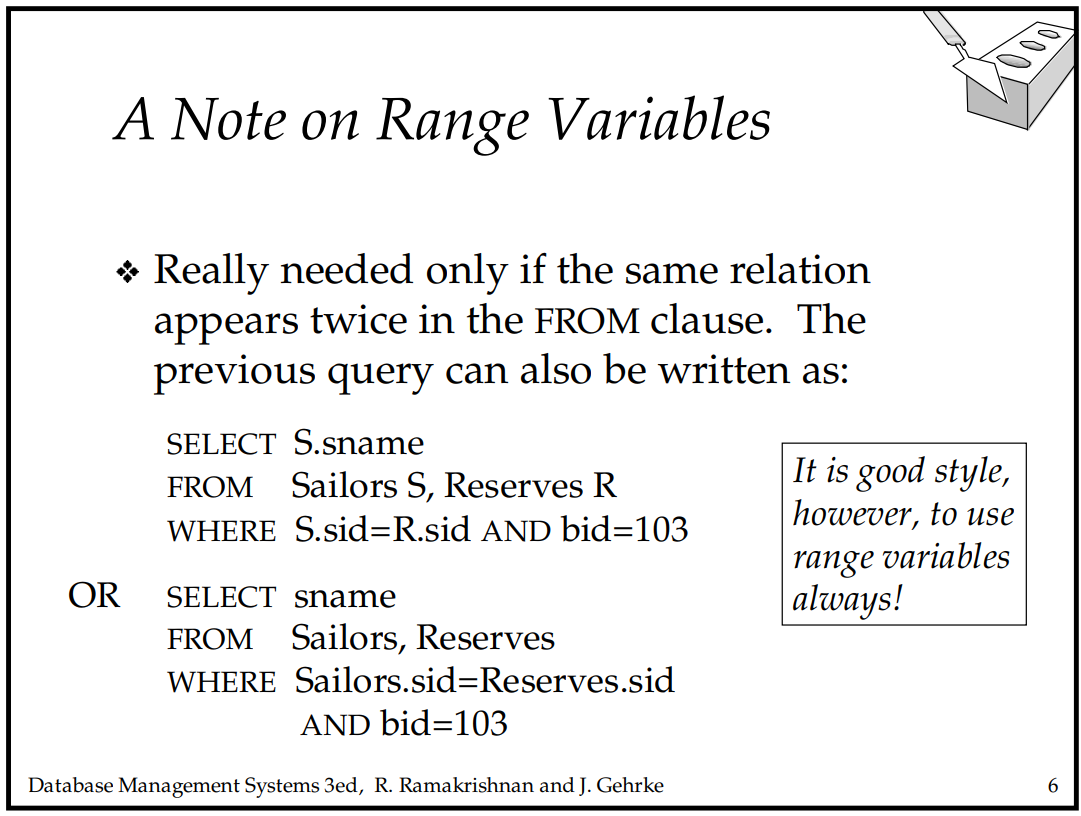 A Note on Range Variables
❖ Really needed only if the same relation
appears twice in the FROM clause.  The
previous query can also be written as:
SELECT  S.sname
FROM  Sailors S, Reserves R
WHERE  S.sid=R.sid AND bid=103
It is good style,
however, to use
range variables
always!
OR  SELECT  sname
FROM  Sailors, Reserves
WHERE  Sailors.sid=Reserves.sid
AND bid=103
Database Management Systems 3ed,  R. Ramakrishnan and J. Gehrke  6